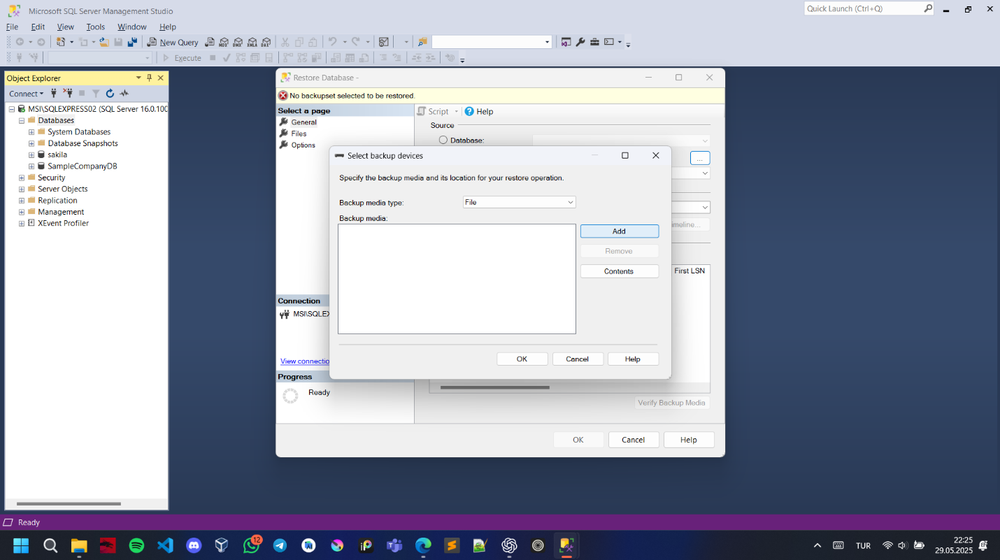 Microsoft SQL Server Management Studio
Quick Launch (Ctrl+Q)
File Edit View Tools Window Help
New Query MDX DMX XMLA DAX
Execute
Object Explorer
Connect
MSI\SQLEXPRESS02 (SQL Server 16.0.100
Databases
System Databases
Database Snapshots
sakila
SampleCompanyDB
Security
Server Objects
Replication
Management
XEvent Profiler
Restore Database -
No backupset selected to be restored.
Select a page
General
Files
Options
Script Help
Source
Database:
...
Select backup devices
Specify the backup media and its location for your restore operation.
Backup media type: File
Backup media:
Add
Remove
Contents
OK Cancel Help
imeline...
First LSN
Connection
MSI\SQLEX
View connectio
Progress
Ready
Verify Backup Media
OK Cancel Help
Ready
12
TUR
22:25
29.05.2025